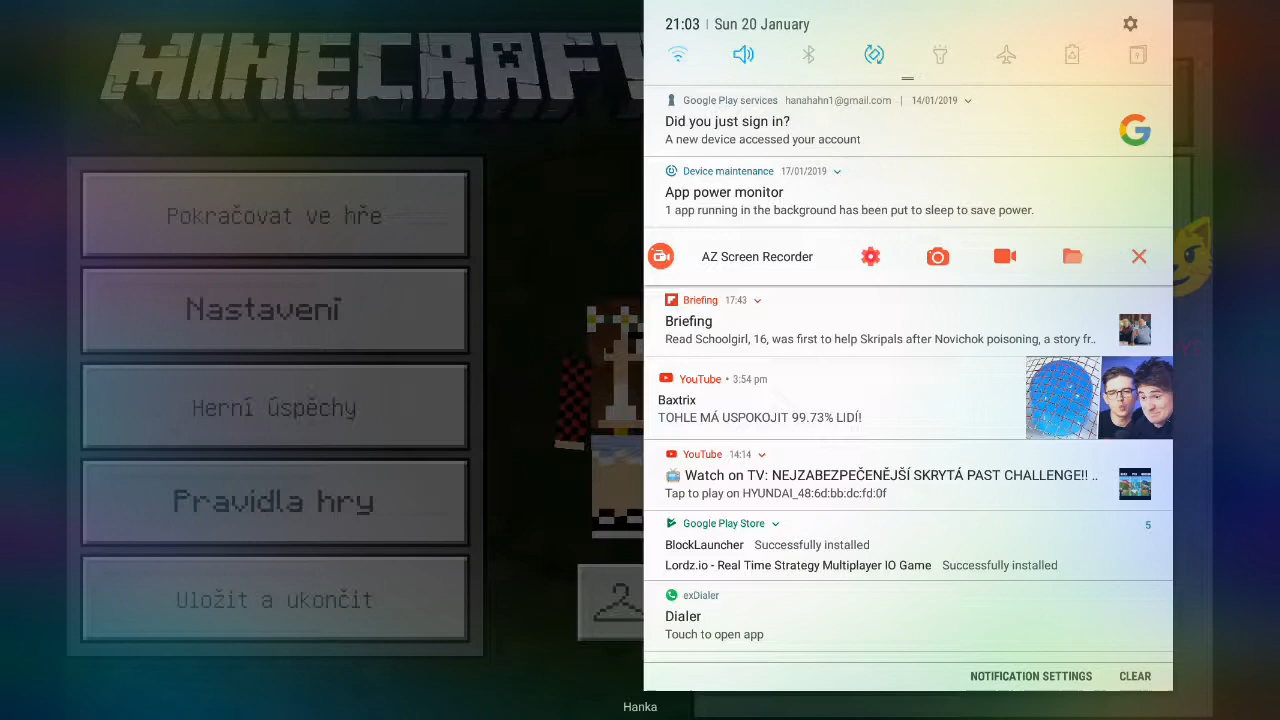 MINECRAFT
Pokračovat ve hře
Nastavení
Herní úspěchy
Pravidla hry
Uložit a ukončit
21:03 | Sun 20 January
Google Play services hanahahn1@gmail.com | 14/01/2019
Did you just sign in?
A new device accessed your account
Device maintenance 17/01/2019
App power monitor
1 app running in the background has been put to sleep to save power.
AZ Screen Recorder
Briefing 17:43
Briefing
Read Schoolgirl, 16, was first to help Skripals after Novichok poisoning, a story fr..
YouTube • 3:54 pm
Baxtrix
TOHLE MÁ USPOKOJIT 99.73% LIDÍ!
YouTube 14:14
📺 Watch on TV: NEJZABEZPEČENĚJŠÍ SKRYTÁ PAST CHALLENGE!! ..
Tap to play on HYUNDAI_48:6d:bb:dc:fd:0f
Google Play Store 5
BlockLauncher Successfully installed
Lordz.io - Real Time Strategy Multiplayer IO Game Successfully installed
exDialer
Dialer
Touch to open app
NOTIFICATION SETTINGS CLEAR
Hanka